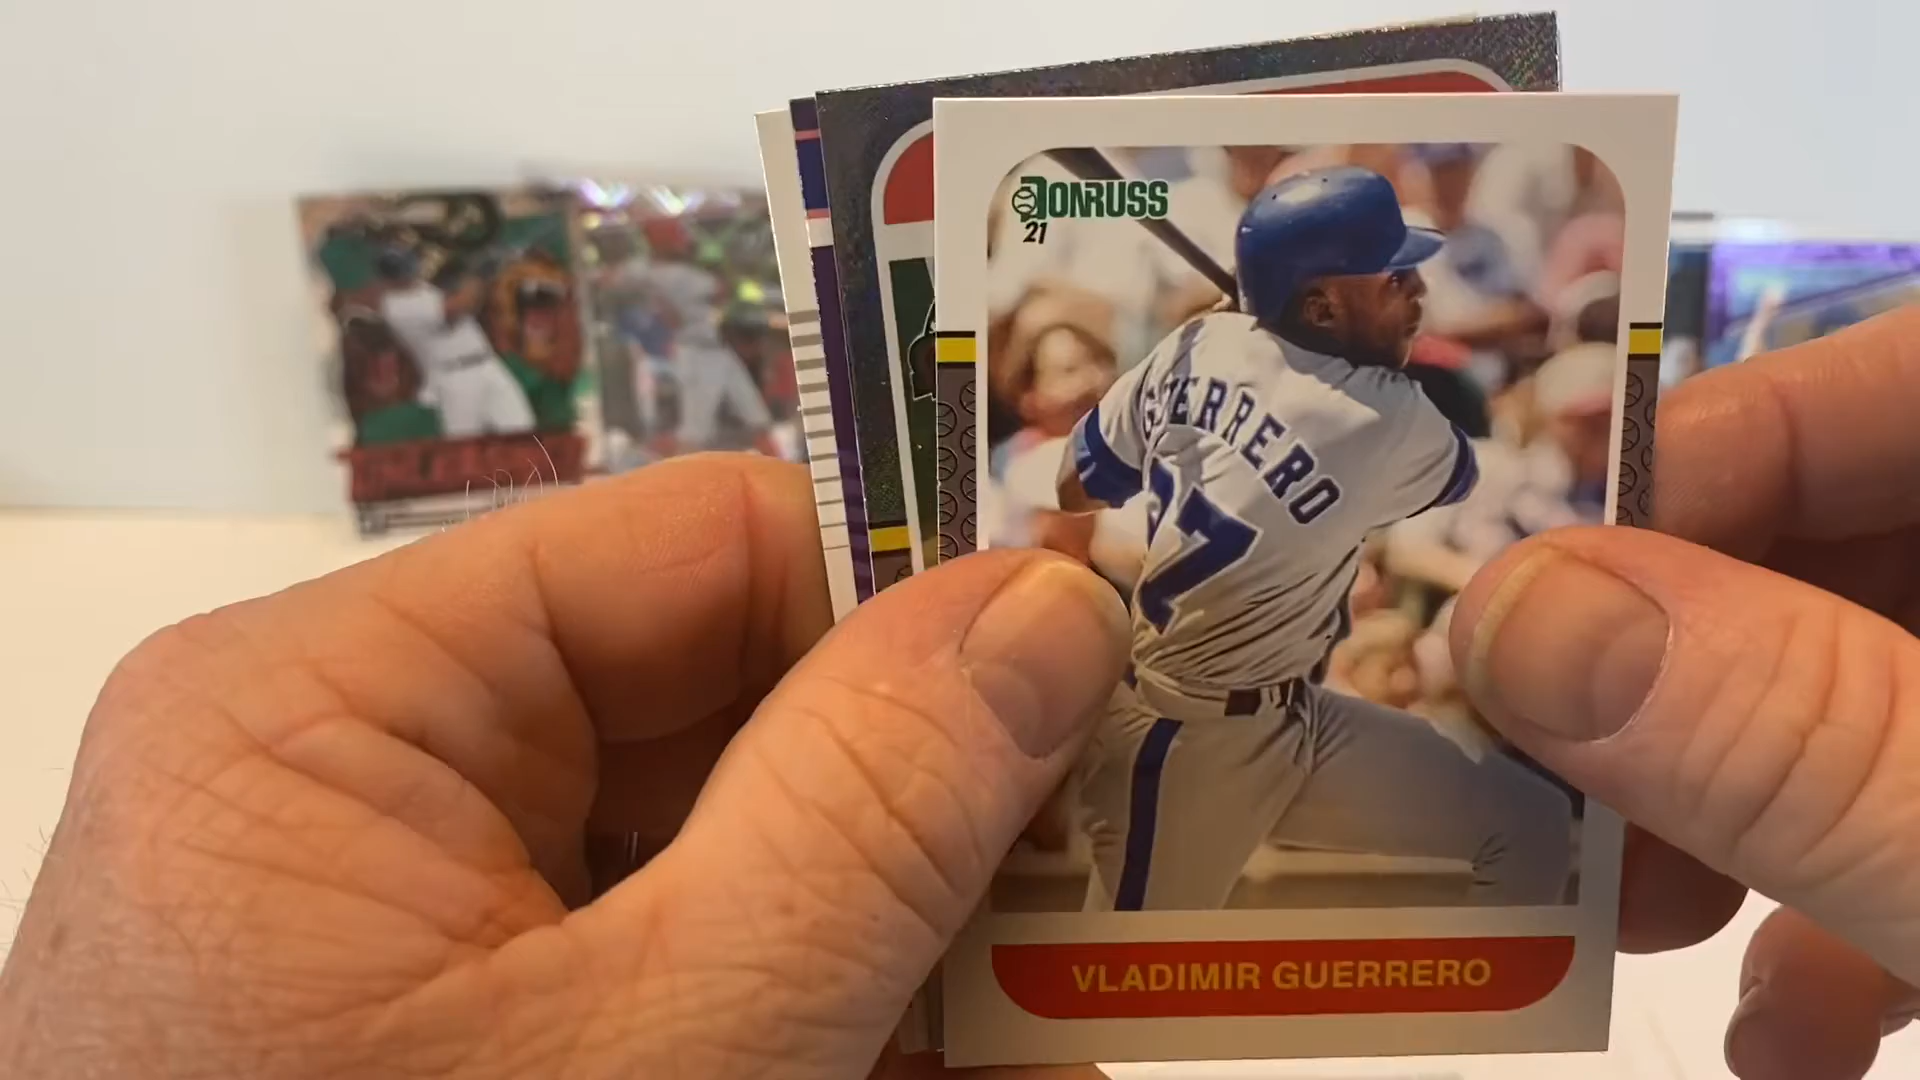 DONRUSS
21
GUERRERO
27
VLADIMIR GUERRERO